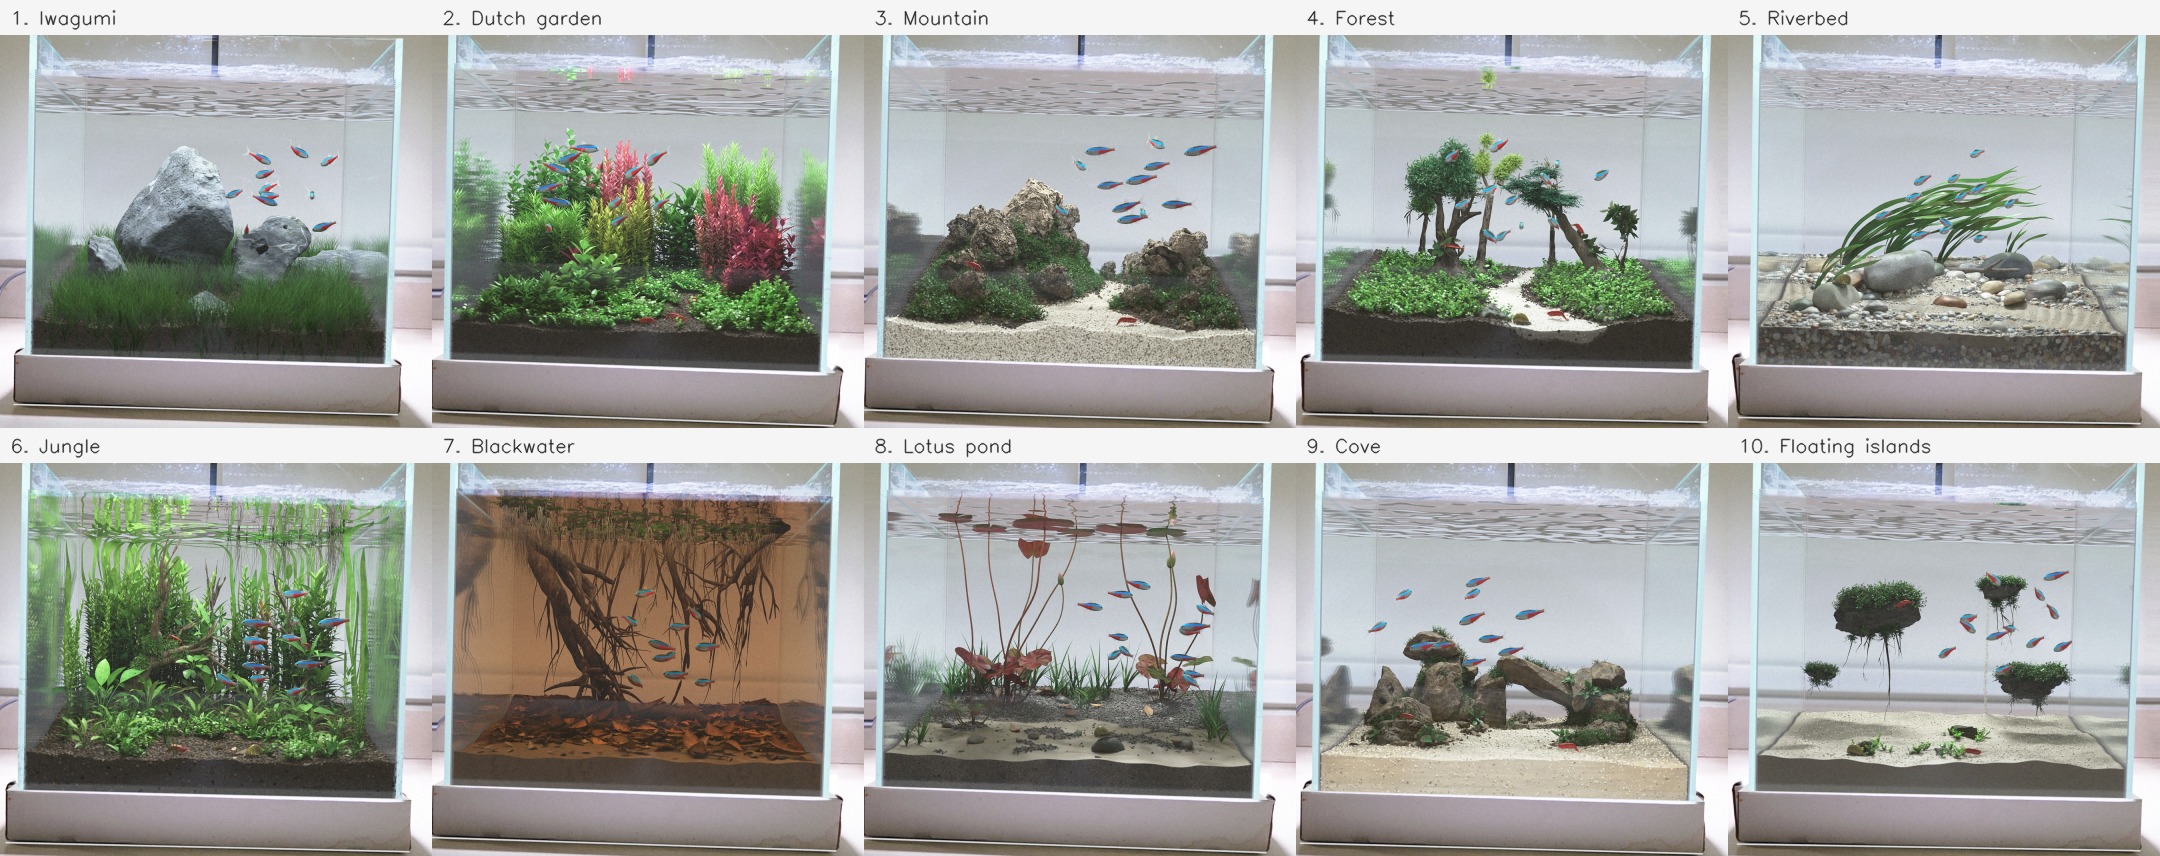 1. Iwagumi
2. Dutch garden
3. Mountain
4. Forest
5. Riverbed
6. Jungle
7. Blackwater
8. Lotus pond
9. Cove
10. Floating islands